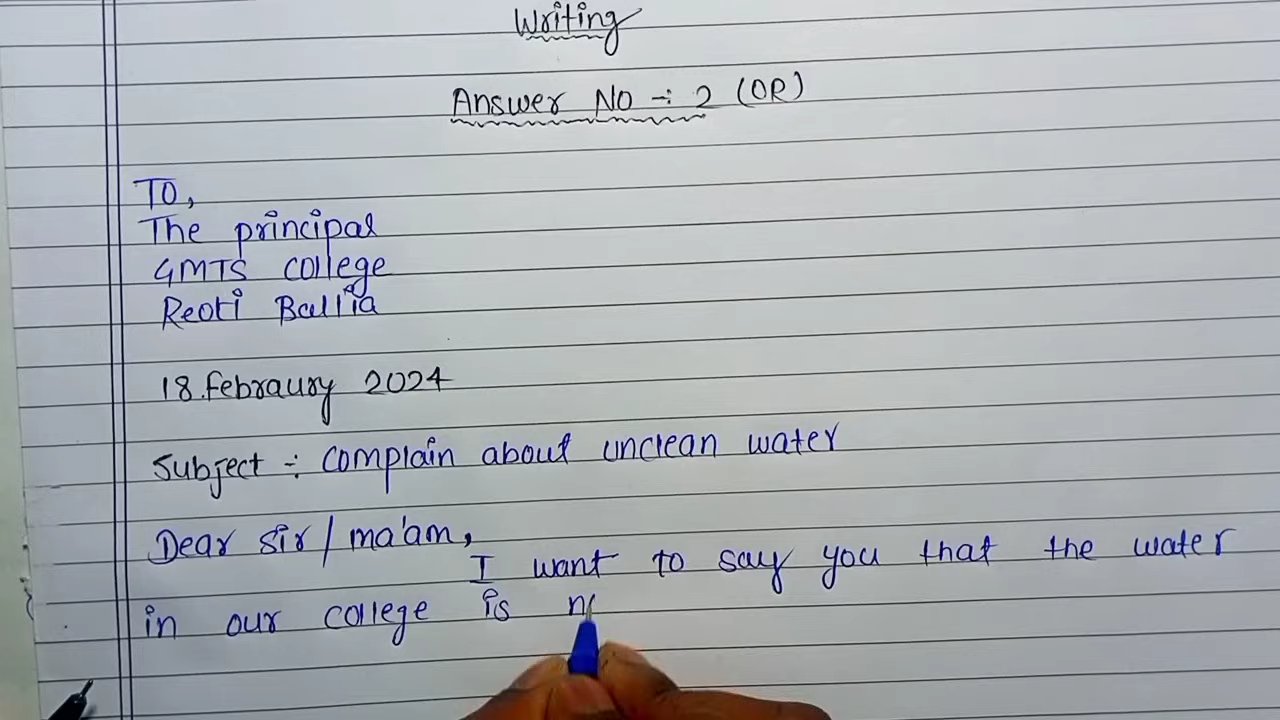 Writing
Answer No -: 2 (OR)
To,
The principal
GMTS College
Reoti Ballia
18 Febraury 2024
Subject -: Complain about unclean water
Dear Sir / ma'am,
I want to say you that the water
in our college is